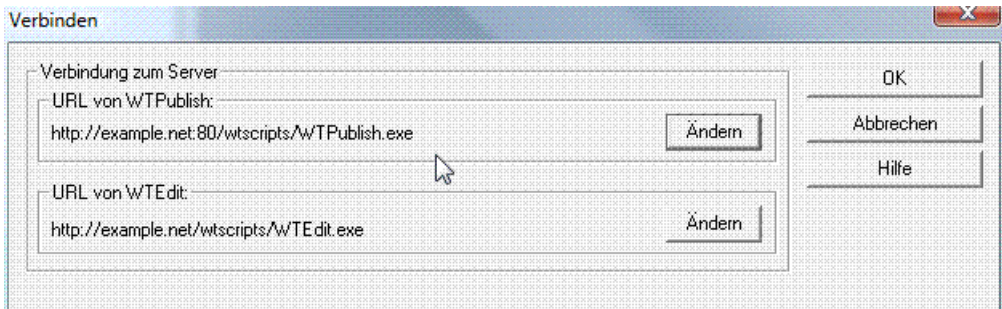 Verbinden
Verbindung zum Server
URL von WTPublish:
http://example.net:80/wtscripts/WTPublish.exe
Ändern
URL von WTEdit:
http://example.net/wtscripts/WTEdit.exe
Ändern
OK
Abbrechen
Hilfe